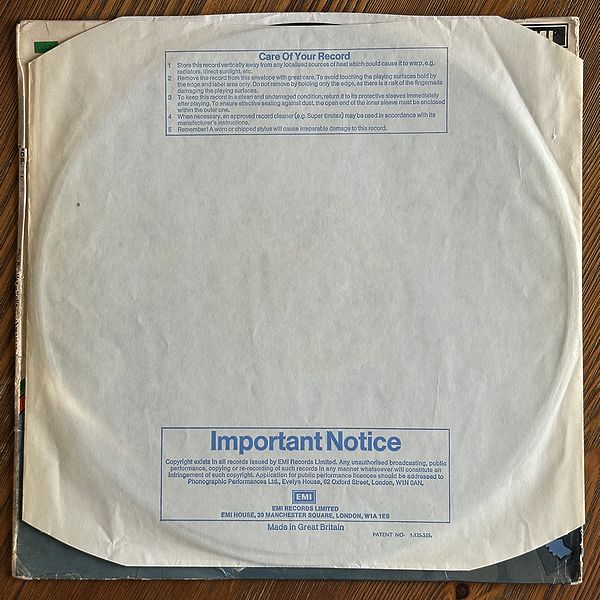 EMI
Care Of Your Record
1 Store this record vertically away from any localised sources of heat which could cause it to warp, e.g.
radiators, direct sunlight, etc.
2 Remove the record from this envelope with great care. To avoid touching the playing surfaces hold by
the edge and label area only. Do not remove by holding only the edge, as there is a risk of the fingernails
damaging the playing surfaces.
3 To keep this record in a clean and undamaged condition, return it to its protective sleeves immediately
after playing. To ensure effective sealing against dust, the open end of the inner sleeve must be enclosed
within the outer one.
4 When necessary, an approved record cleaner (e.g. Super Emitex) may be used in accordance with its
manufacturer's instructions.
5 Remember! A worn or chipped stylus will cause irreparable damage to this record.
Important Notice
Copyright exists in all records issued by EMI Records Limited. Any unauthorised broadcasting, public
performance, copying or re-recording of such records in any manner whatsoever will constitute an
infringement of such copyright. Application for public performance licences should be addressed to
Phonographic Performances Ltd., Evelyn House, 62 Oxford Street, London, W1N 0AN.
EMI
EMI RECORDS LIMITED
EMI HOUSE, 20 MANCHESTER SQUARE, LONDON, W1A 1ES
Made in Great Britain
PATENT NO· 1,125,555.